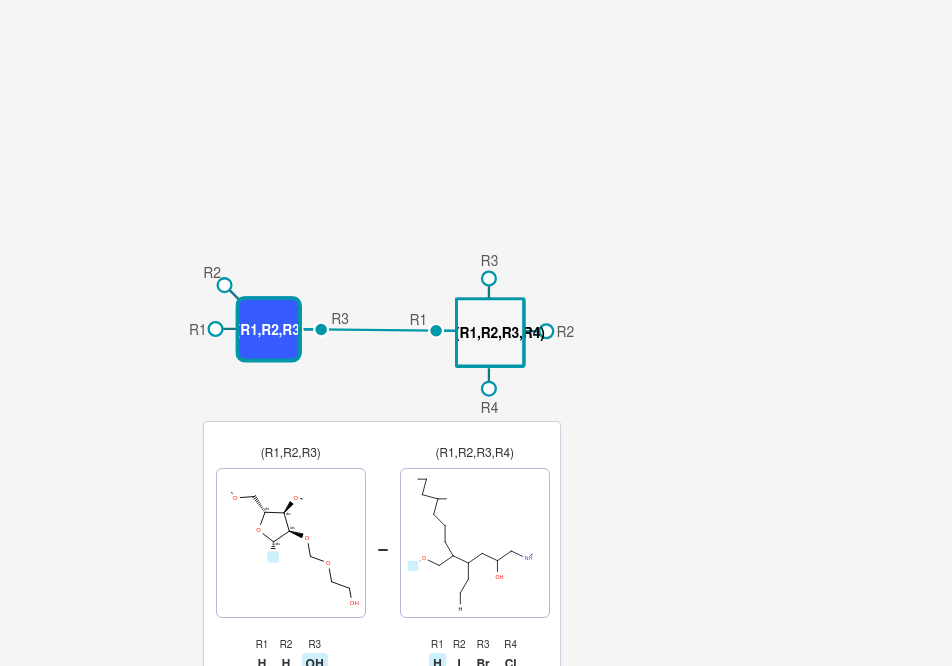 R3
R2
R3
R1
R1
R1,R2,R3
(R1,R2,R3,R4)
R2
R4
(R1,R2,R3)
(R1,R2,R3,R4)
O
O
O
O
O
OH
O
OH
NH
H
R1 R2 R3
R1 R2 R3 R4
H H OH
H I Br Cl